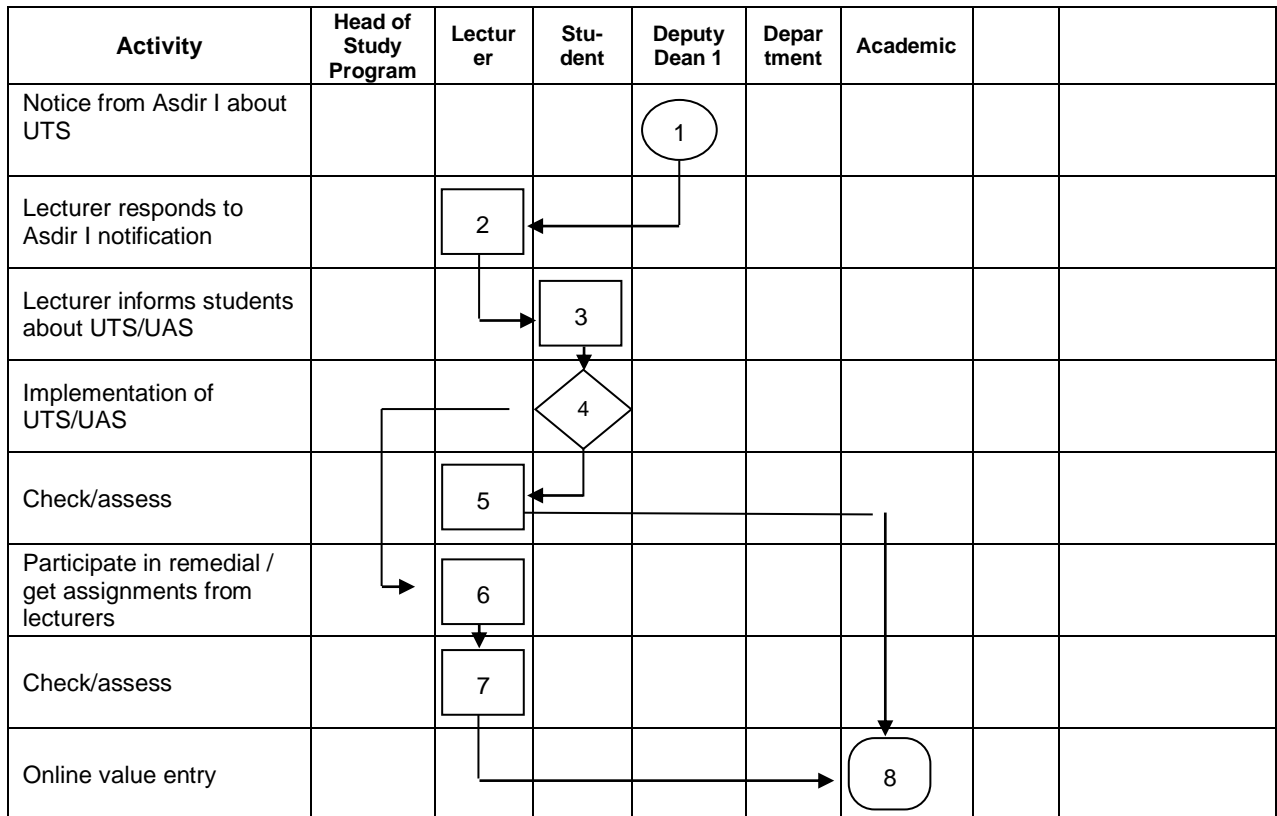 Activity
Head of
Study
Program
Lectur
er
Stu-
dent
Deputy
Dean 1
Depar
tment
Academic
Notice from Asdir I about
UTS
1
Lecturer responds to
Asdir I notification
2
Lecturer informs students
about UTS/UAS
3
Implementation of
UTS/UAS
4
Check/assess
5
Participate in remedial /
get assignments from
lecturers
6
Check/assess
7
Online value entry
8